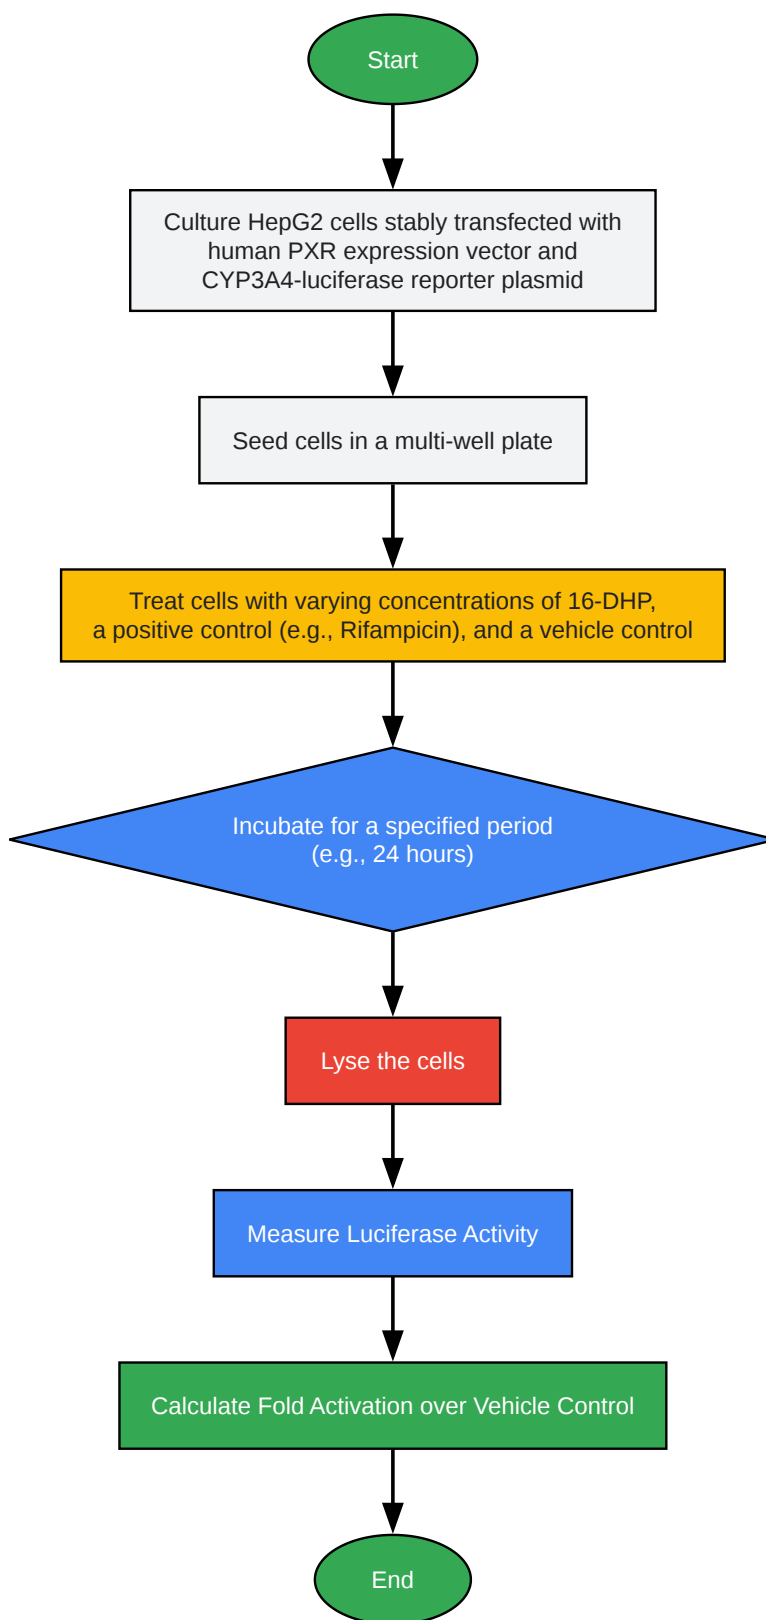 Start
Culture HepG2 cells stably transfected with
human PXR expression vector and
CYP3A4-luciferase reporter plasmid
Seed cells in a multi-well plate
Treat cells with varying concentrations of 16-DHP,
a positive control (e.g., Rifampicin), and a vehicle control
Incubate for a specified period
(e.g., 24 hours)
Lyse the cells
Measure Luciferase Activity
Calculate Fold Activation over Vehicle Control
End